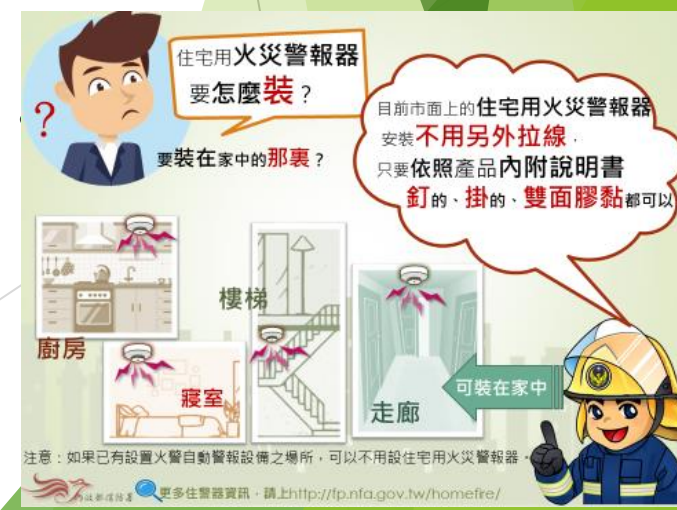 住宅用火災警報器
要怎麼裝？
?
要裝在家中的那裏？
目前市面上的住宅用火災警報器
安裝不用另外拉線，
只要依照產品內附說明書
釘的、掛的、雙面膠黏都可以
廚房
寢室
樓梯
走廊
可裝在家中
注意：如果已有設置火警自動警報設備之場所，可以不用設住宅用火災警報器。
內政部消防署
更多住警器資訊，請上http://fp.nfa.gov.tw/homefire/